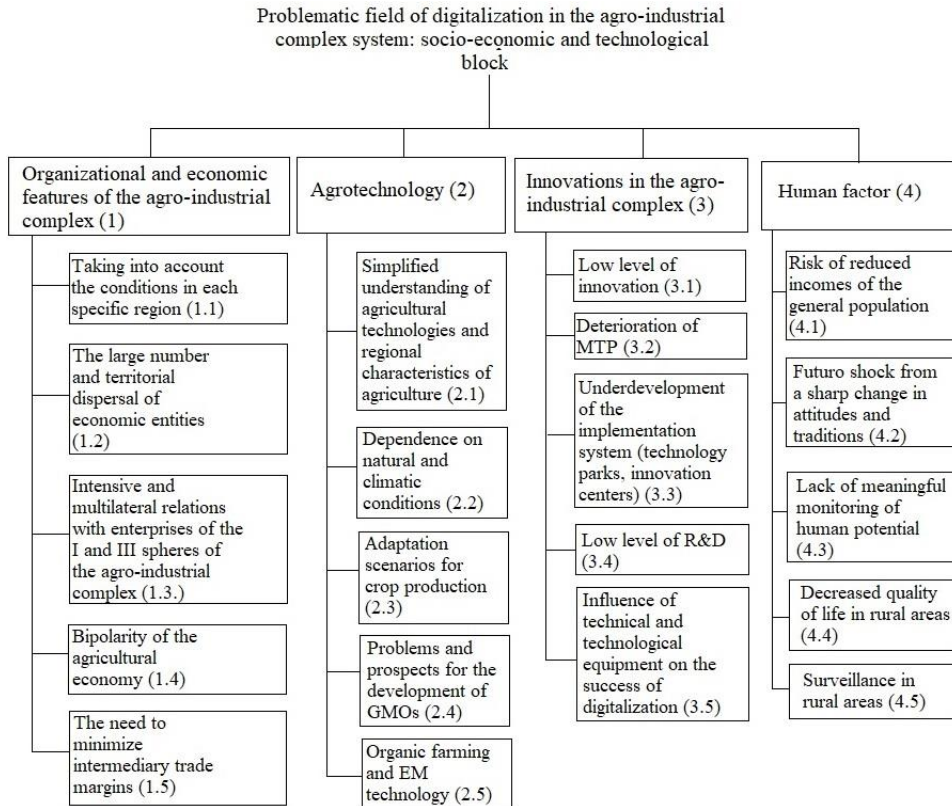 Problematic field of digitalization in the agro-industrial
complex system: socio-economic and technological
block
Organizational and economic
features of the agro-industrial
complex (1)
Taking into account
the conditions in each
specific region (1.1)
The large number
and territorial
dispersal of
economic entities
(1.2)
Intensive and
multilateral relations
with enterprises of the
I and III spheres of
the agro-industrial
complex (1.3.)
Bipolarity of the
agricultural
economy (1.4)
The need to
minimize
intermediary trade
margins (1.5)
Agrotechnology (2)
Simplified
understanding of
agricultural
technologies and
regional
characteristics of
agriculture (2.1)
Dependence on
natural and
climatic
conditions (2.2)
Adaptation
scenarios for
crop production
(2.3)
Problems and
prospects for the
development of
GMOs (2.4)
Organic farming
and EM
technology (2.5)
Innovations in the agro-
industrial complex (3)
Low level of
innovation (3.1)
Deterioration of
MTP (3.2)
Underdevelopment
of the
implementation
system (technology
parks, innovation
centers) (3.3)
Low level of R&D
(3.4)
Influence of
technical and
technological
equipment on the
success of
digitalization (3.5)
Human factor (4)
Risk of reduced
incomes of the
general population
(4.1)
Futuro shock from
a sharp change in
attitudes and
traditions (4.2)
Lack of meaningful
monitoring of
human potential
(4.3)
Decreased quality
of life in rural areas
(4.4)
Surveillance in
rural areas (4.5)